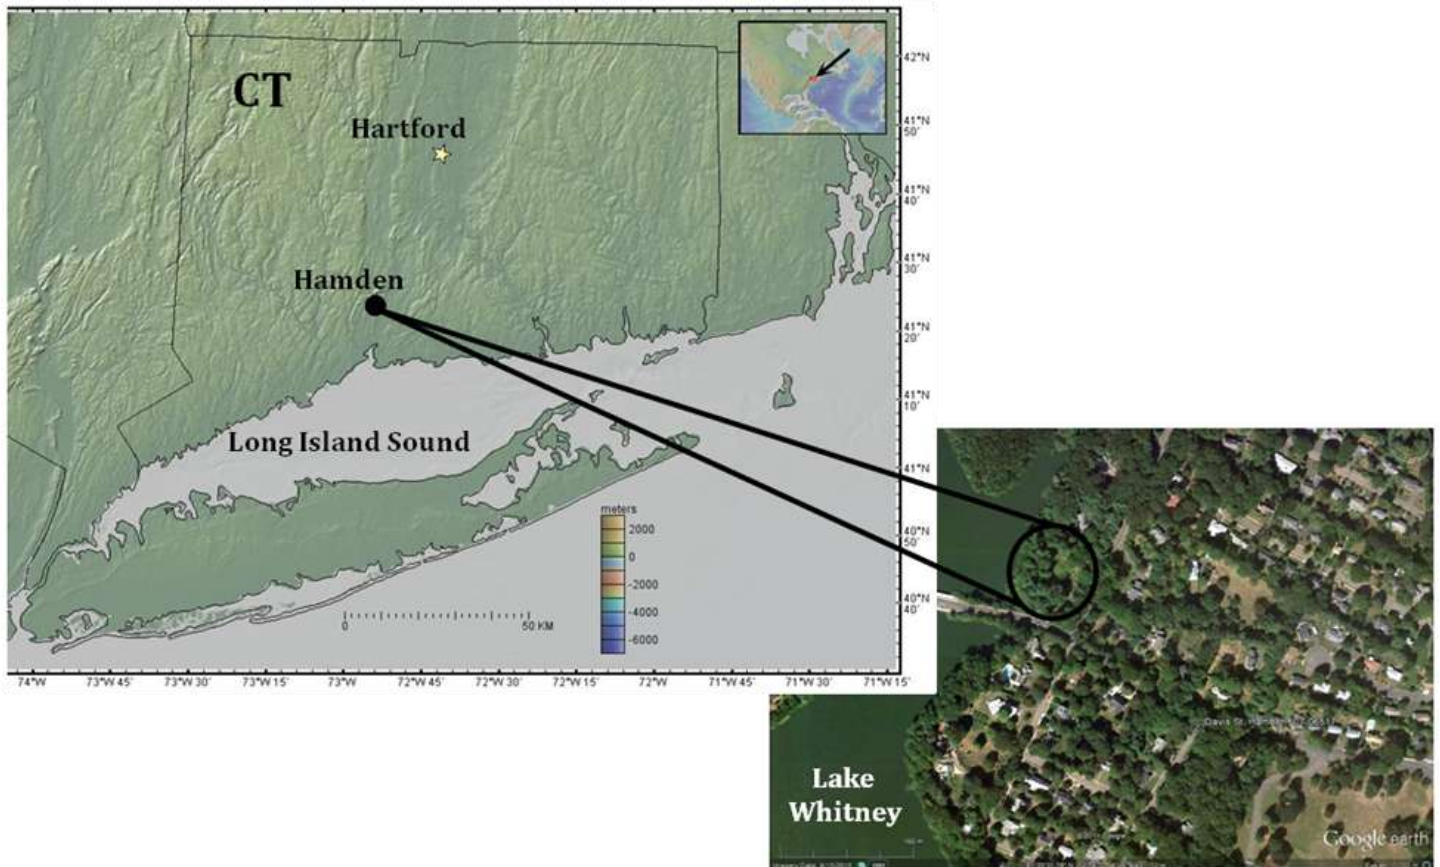 CT
Hartford
Hamden
Long Island Sound
meters
2000
0
-2000
-4000
-6000
0
50 KM
42°N
41°N
50'
41°N
40'
41°N
30'
41°N
20'
41°N
10'
41°N
40°N
50'
40°N
40'
74°W
73°W 45'
73°W 30'
73°W 15'
73°W
72°W 45'
72°W 30'
72°W 15'
72°W
71°W 45'
71°W 30'
71°W 15'
Lake
Whitney
Google earth